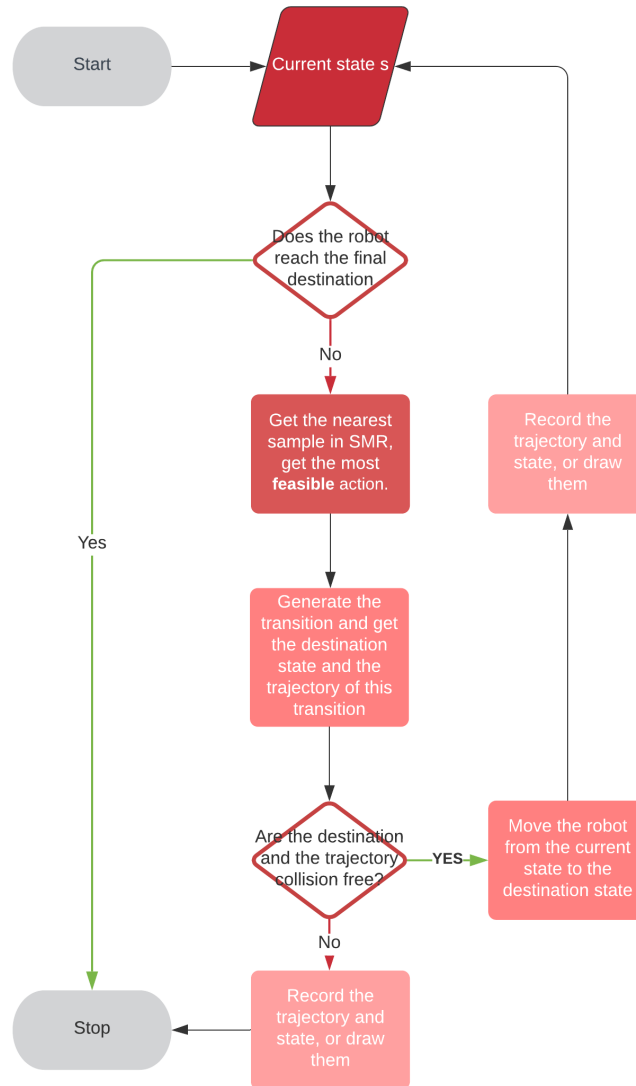 Start
Current state s
Does the robot
reach the final
destination
No
Get the nearest
sample in SMR,
get the most
feasible action.
Record the
trajectory and
state, or draw
them
Yes
Generate the
transition and get
the destination
state and the
trajectory of this
transition
Are the destination
and the trajectory
collision free?
YES
Move the robot
from the current
state to the
destination state
No
Record the
trajectory and
state, or draw
them
Stop